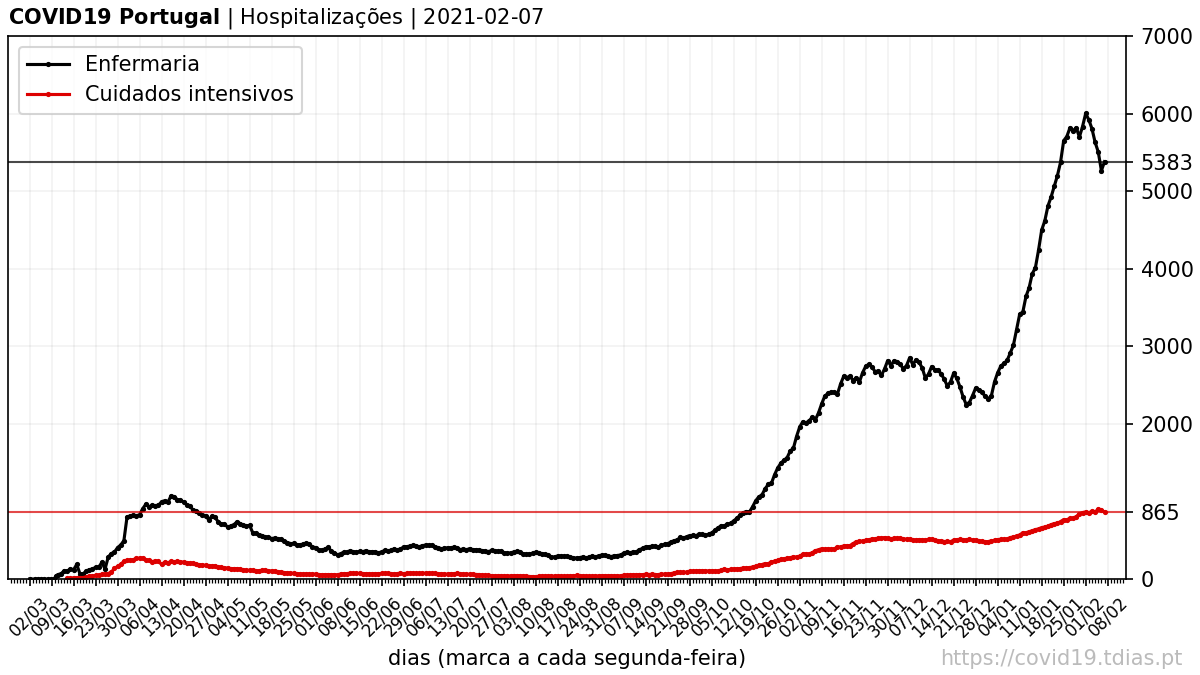 COVID19 Portugal | Hospitalizações | 2021-02-07
Enfermaria
Cuidados intensivos
7000
6000
5383
5000
4000
3000
2000
865
0
02/03 09/03 16/03 23/03 30/03 06/04 13/04 20/04 27/04 04/05 11/05 18/05 25/05 01/06 08/06 15/06 22/06 29/06 06/07 13/07 20/07 27/07 03/08 10/08 17/08 24/08 31/08 07/09 14/09 21/09 28/09 05/10 12/10 19/10 26/10 02/11 09/11 16/11 23/11 30/11 07/12 14/12 21/12 28/12 04/01 11/01 18/01 25/01 01/02 08/02
dias (marca a cada segunda-feira)
https://covid19.tdias.pt